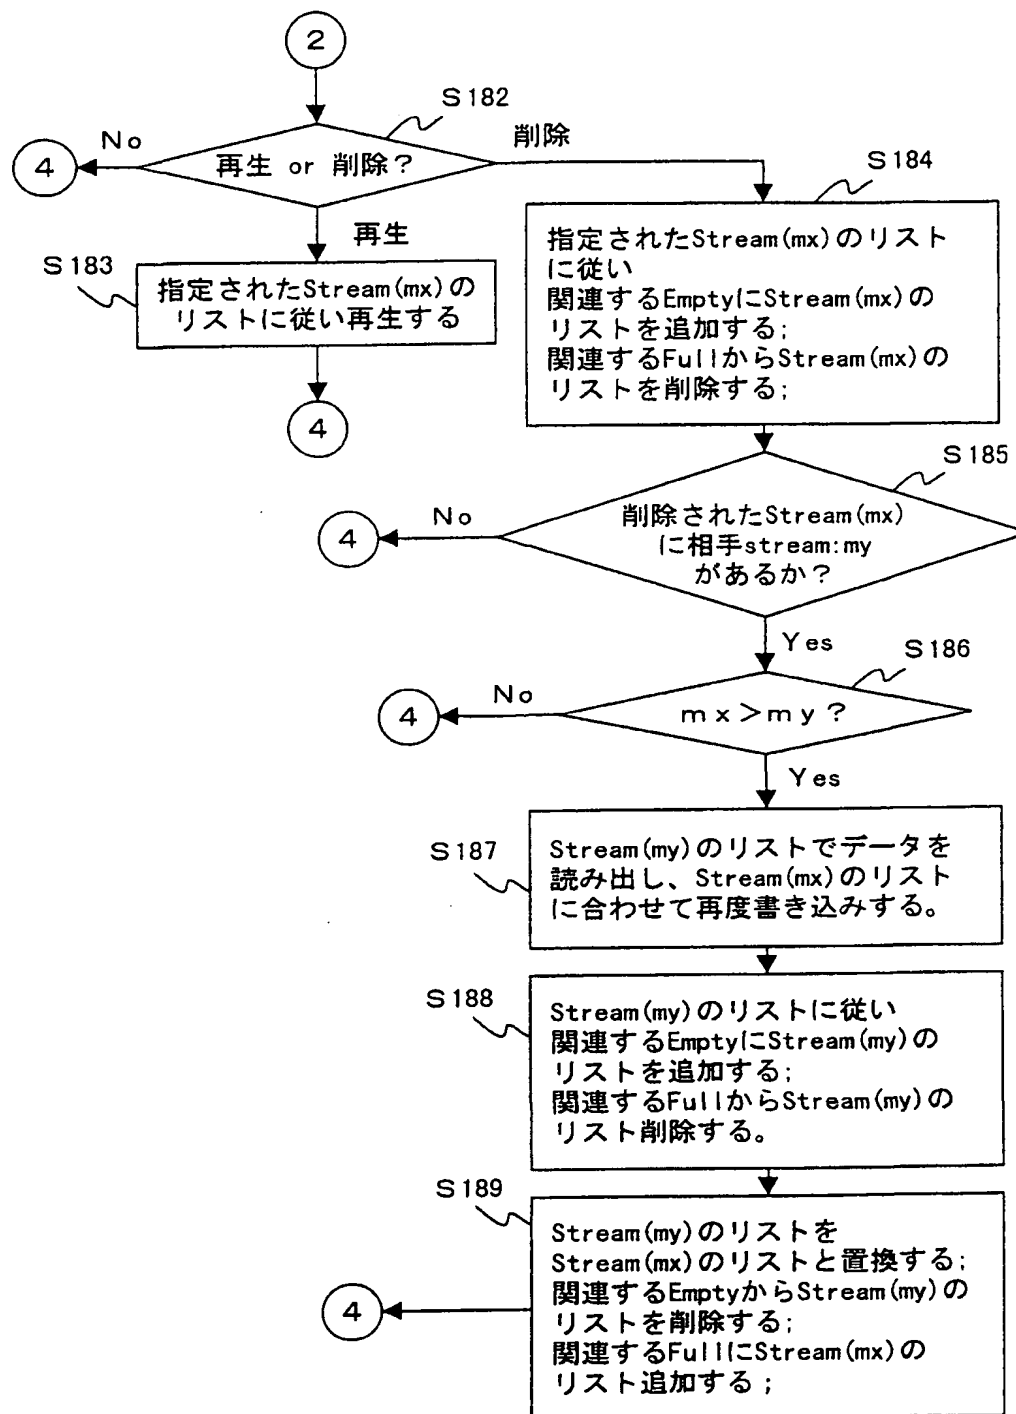 2
S182
No
削除
4
再生 or 削除？
S184
再生
S183
指定されたStream(mx)の
リストに従い再生する
4
指定されたStream(mx)のリスト
に従い
関連するEmptyにStream(mx)の
リストを追加する;
関連するFullからStream(mx)の
リストを削除する;
S185
No
4
削除されたStream(mx)
に相手stream:my
があるか？
Yes
S186
No
4
mx>my？
Yes
S187
Stream(my)のリストでデータを
読み出し、Stream(mx)のリスト
に合わせて再度書き込みする。
S188
Stream(my)のリストに従い
関連するEmptyにStream(my)の
リストを追加する;
関連するFullからStream(my)の
リスト削除する。
S189
Stream(my)のリストを
Stream(mx)のリストと置換する;
関連するEmptyからStream(my)の
リストを削除する;
関連するFullにStream(mx)の
リスト追加する;
4